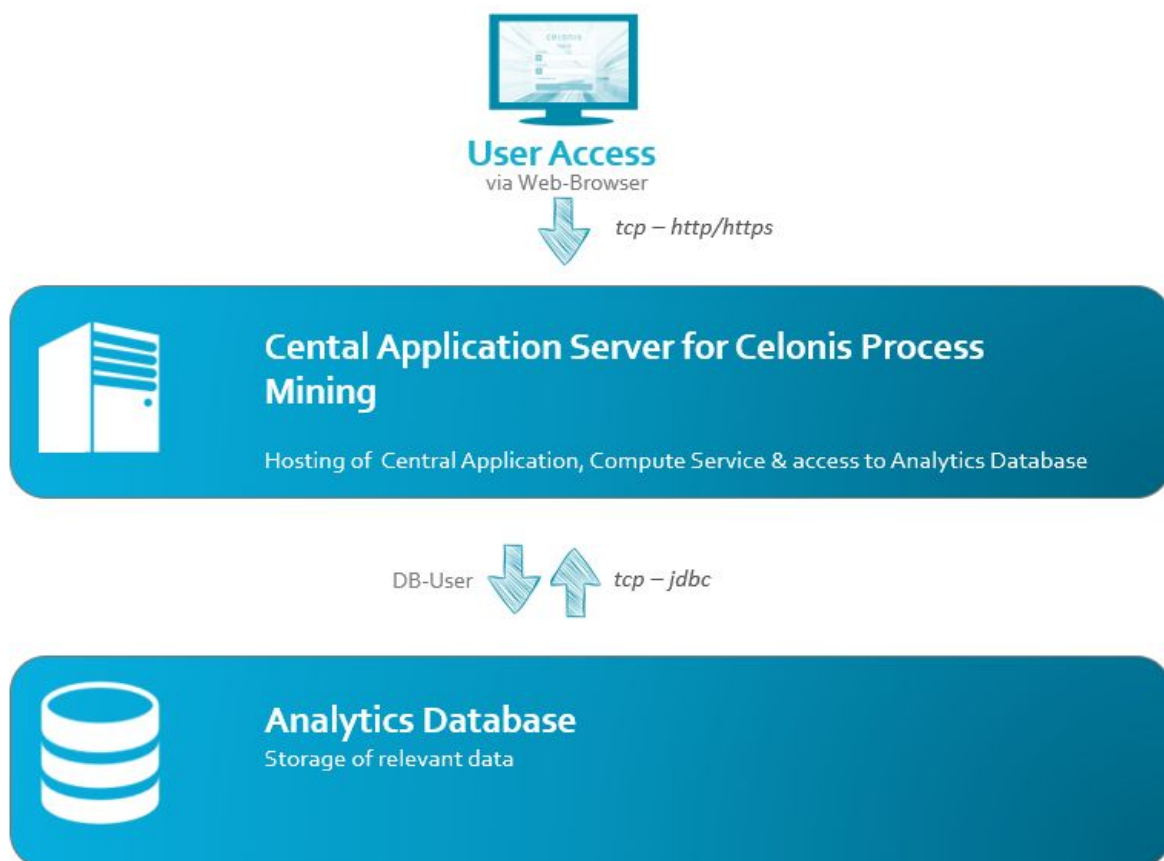 CELONIS
User Access
via Web-Browser
tcp – http/https
Cental Application Server for Celonis Process
Mining
Hosting of Central Application, Compute Service & access to Analytics Database
DB-User
tcp – jdbc
Analytics Database
Storage of relevant data